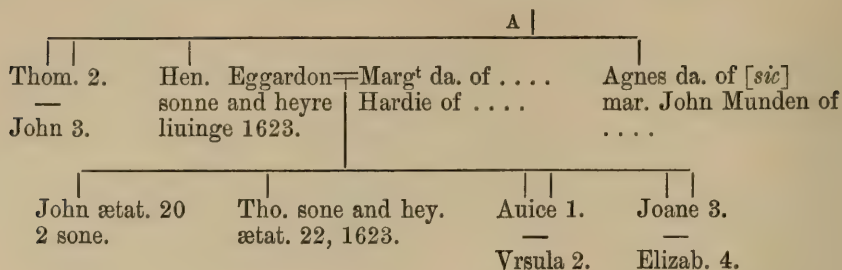 A
Thom. 2.
—
John 3.
Hen. Eggardon=Margᵗ da. of . . . .
sonne and heyre Hardie of . . . .
liuinge 1623.
Agnes da. of [sic]
mar. John Munden of
. . . .
John ætat. 20
2 sone.
Tho. sone and hey.
ætat. 22, 1623.
Auice 1.
—
Vrsula 2.
Joane 3.
—
Elizab. 4.